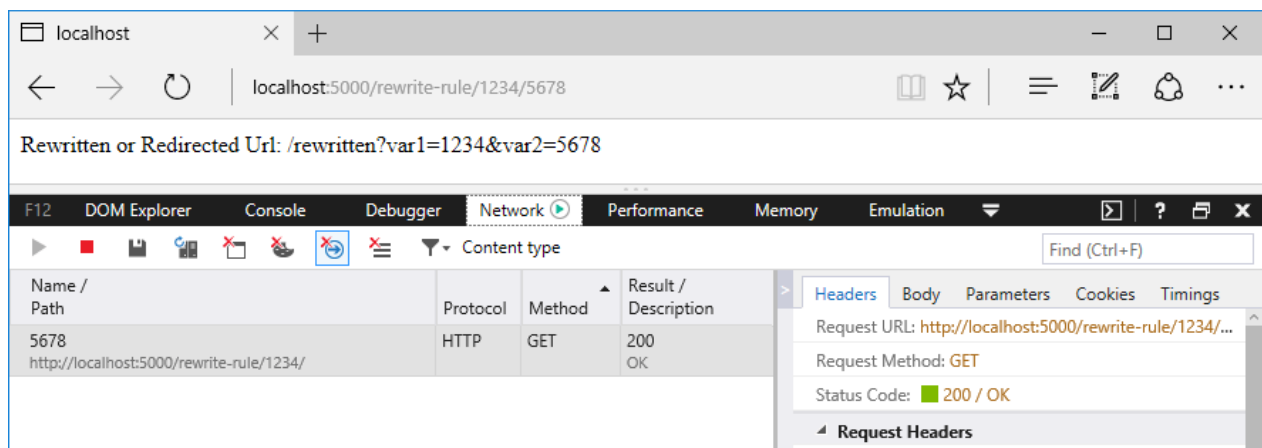 localhost
localhost:5000/rewrite-rule/1234/5678
Rewritten or Redirected Url: /rewritten?var1=1234&var2=5678
F12 DOM Explorer Console Debugger Network Performance Memory Emulation ?
Content type Find (Ctrl+F)
Name / Path Protocol Method Result / Description
5678 HTTP GET 200
http://localhost:5000/rewrite-rule/1234/ OK
Headers Body Parameters Cookies Timings
Request URL: http://localhost:5000/rewrite-rule/1234/...
Request Method: GET
Status Code: 200 / OK
Request Headers